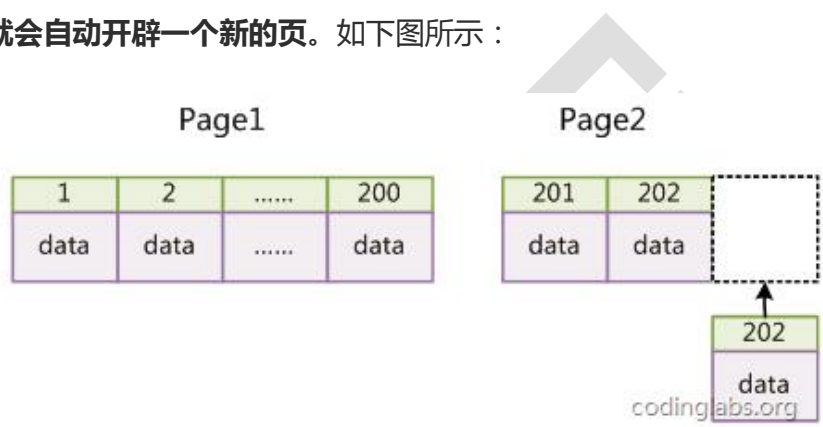 就会自动开辟一个新的页。如下图所示：
Page1 Page2
1 2 ...... 200 201 202
data data ...... data data data
202
data
codinglabs.org